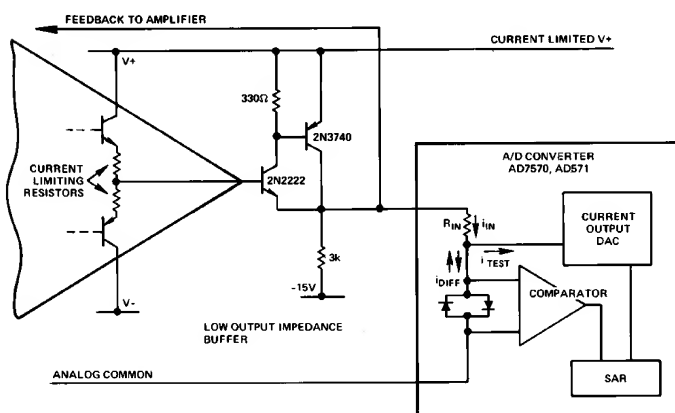 FEEDBACK TO AMPLIFIER
CURRENT LIMITED V+
V+
330Ω
2N3740
CURRENT
LIMITING
RESISTORS
2N2222
A/D CONVERTER
AD7570, AD571
RIN
iIN
CURRENT
OUTPUT
DAC
iTEST
3k
iDIFF
COMPARATOR
-15V
V-
LOW OUTPUT IMPEDANCE
BUFFER
ANALOG COMMON
SAR